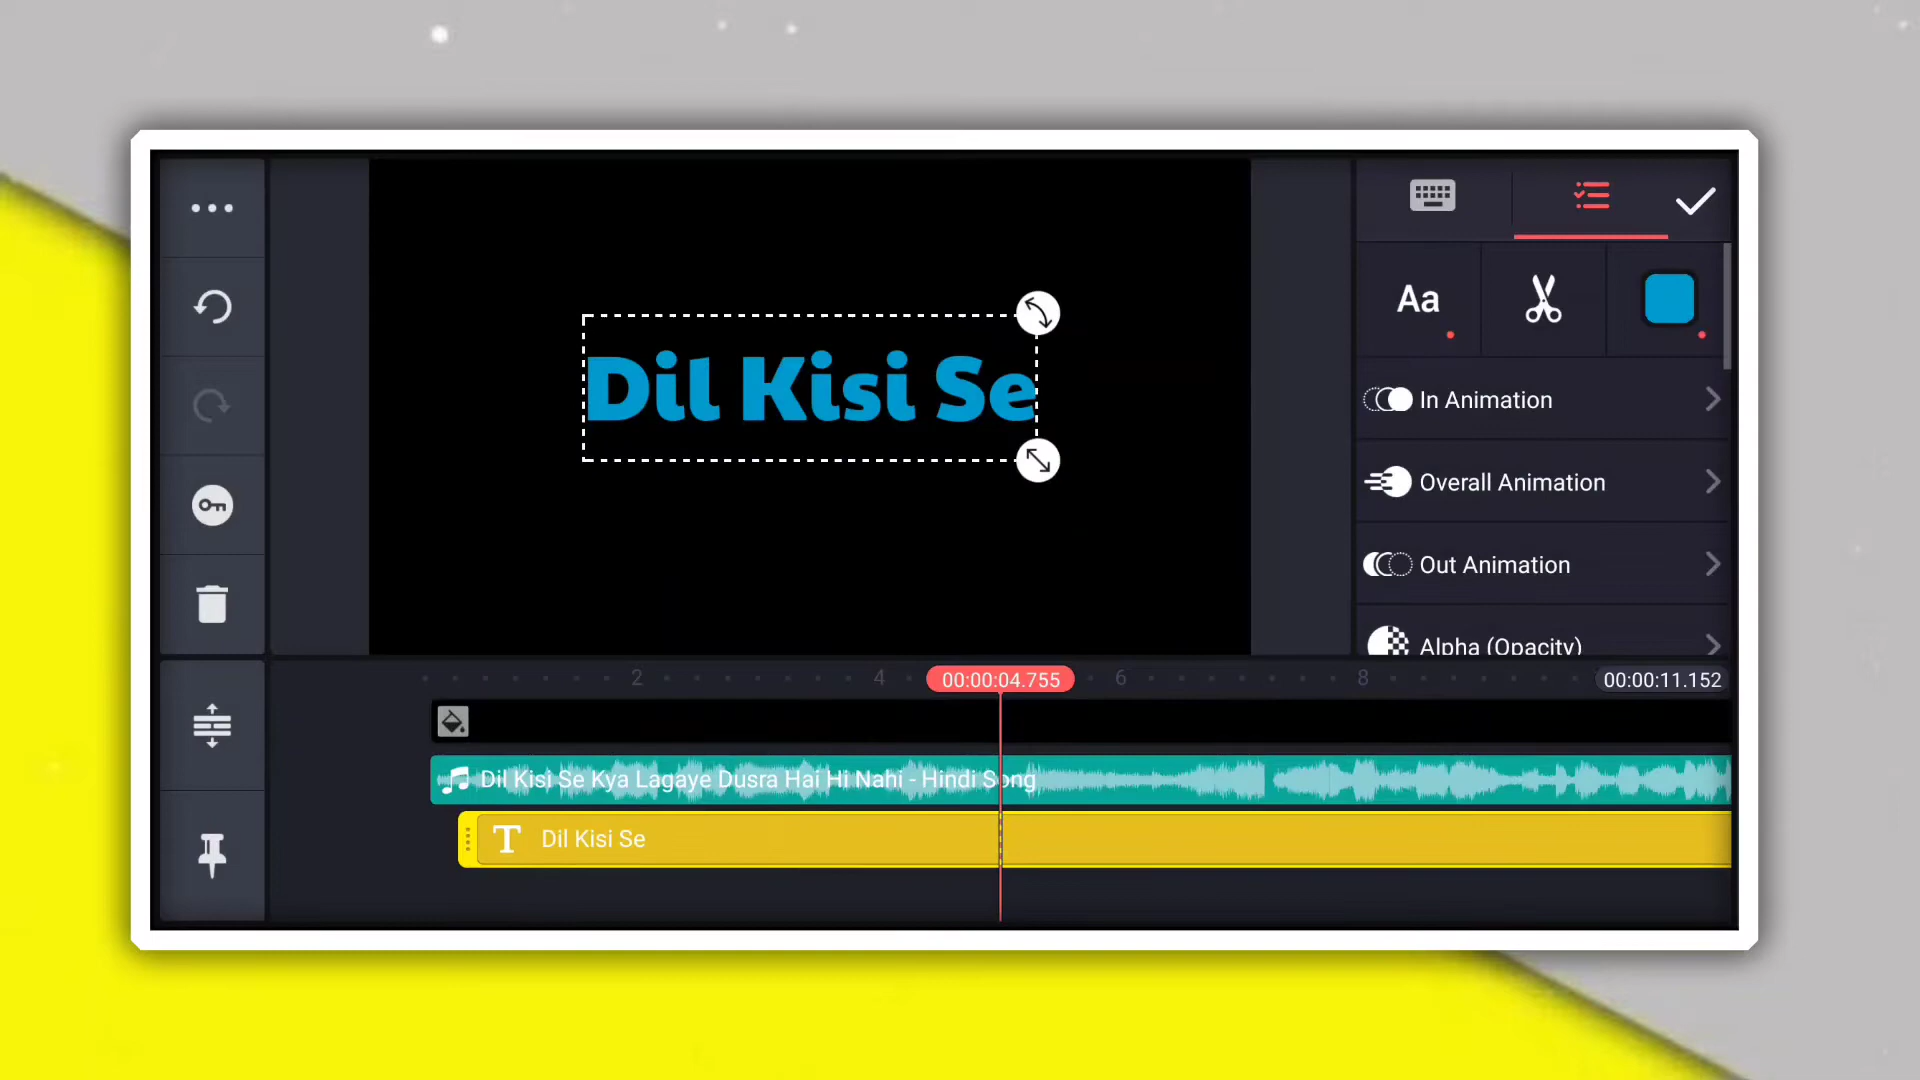 Aa
Dil Kisi Se
In Animation
Overall Animation
Out Animation
Alpha (Opacity)
2 4 00:00:04.755 6 8 00:00:11.152
Dil Kisi Se Kya Lagaye Dusra Hai Hi Nahi - Hindi Song
T Dil Kisi Se